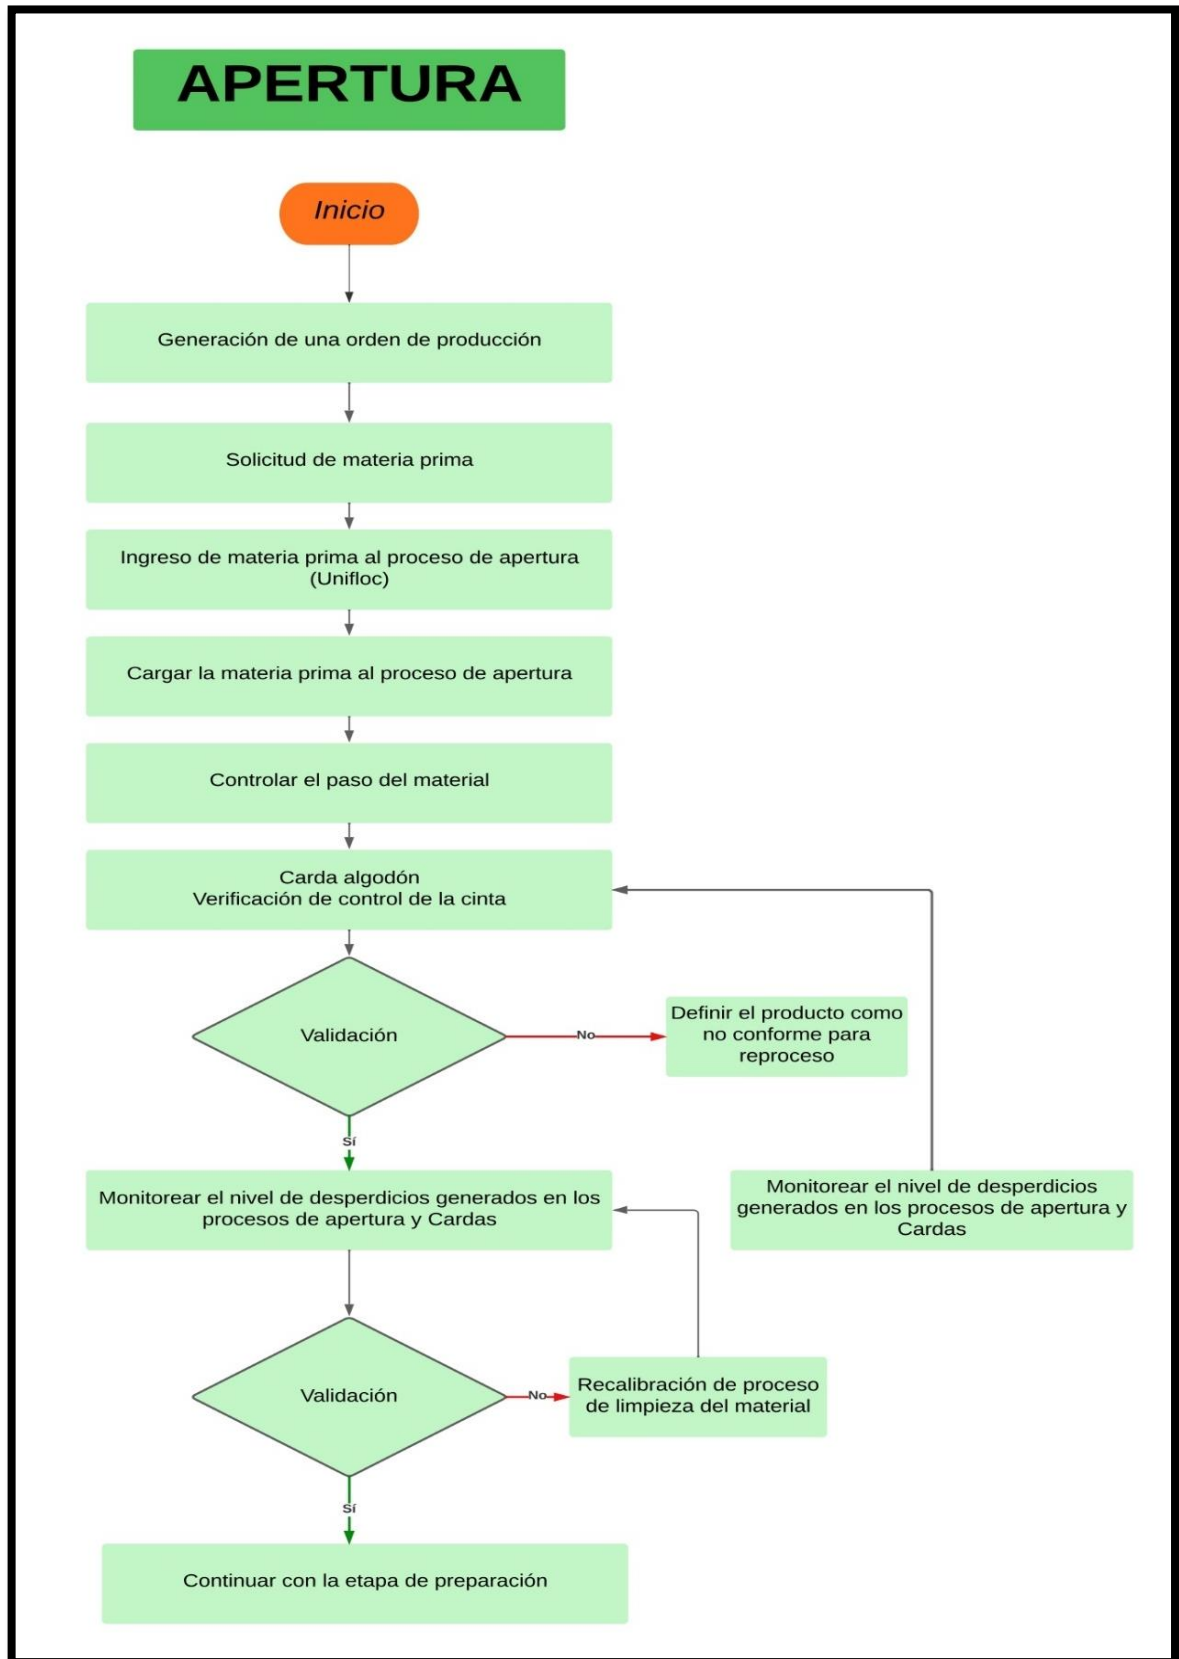 APERTURA
Inicio
Generación de una orden de producción
Solicitud de materia prima
Ingreso de materia prima al proceso de apertura
(Unifloc)
Cargar la materia prima al proceso de apertura
Controlar el paso del material
Carda algodón
Verificación de control de la cinta
Validación
No
Definir el producto como
no conforme para
reproceso
Sí
Monitorear el nivel de desperdicios generados en los
procesos de apertura y Cardas
Monitorear el nivel de desperdicios
generados en los procesos de apertura y
Cardas
Validación
No
Recalibración de proceso
de limpieza del material
Sí
Continuar con la etapa de preparación